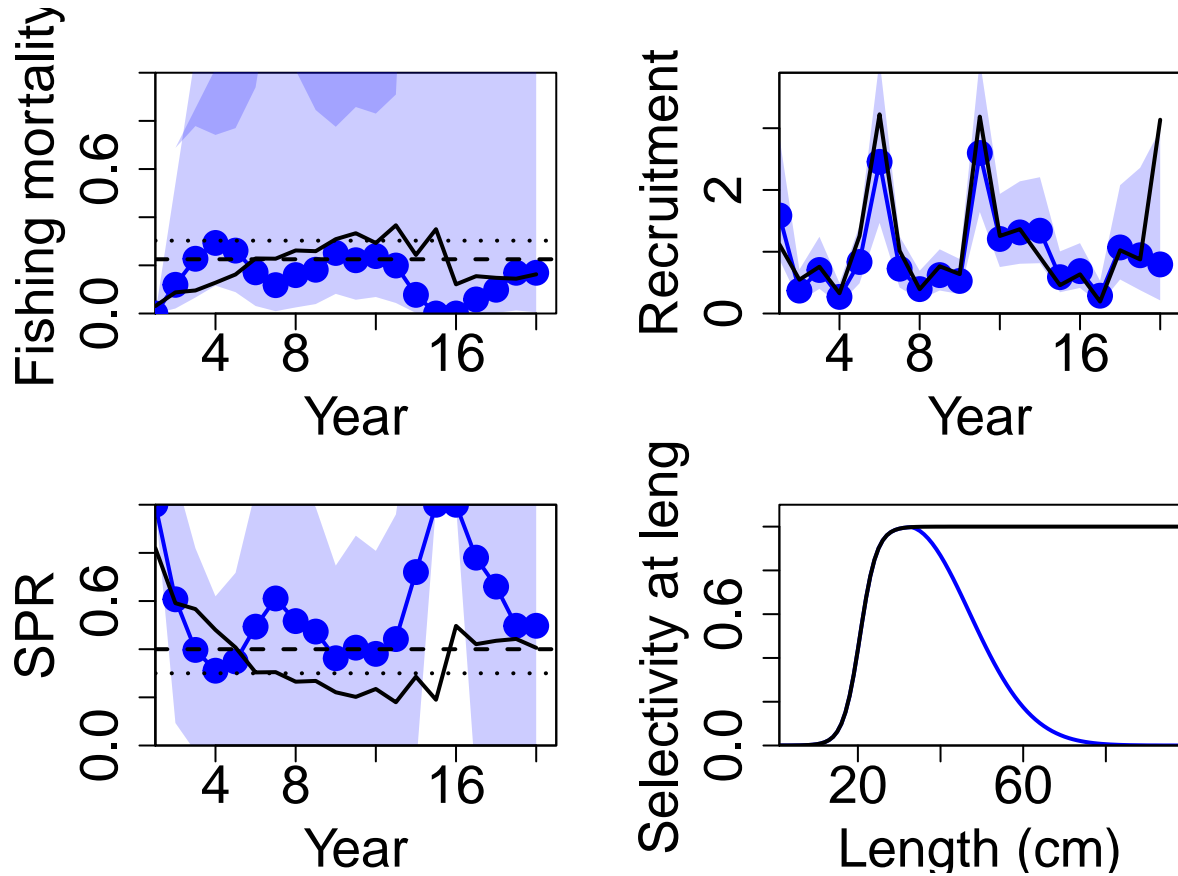 Fishing mortality
0.6
0.0
4 8 16
Year
Recruitment
2
0
4 8 16
Year
SPR
0.6
0.0
4 8 16
Year
Selectivity at leng
0.6
0.0
20 60
Length (cm)